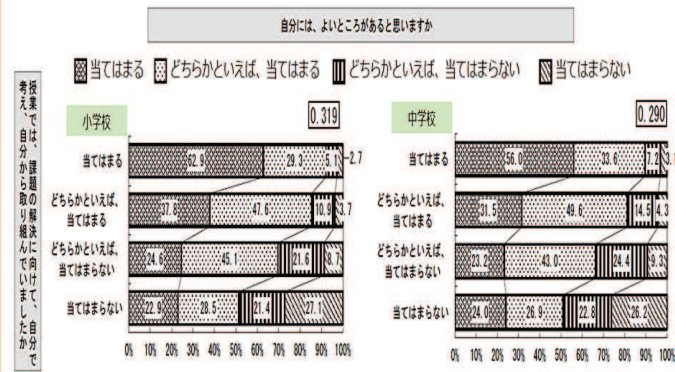 自分には、よいところがあると思いますか
当てはまる どちらかといえば、当てはまる どちらかといえば、当てはまらない 当てはまらない
授業では、課題の解決に向けて、自分で
考え、自分から取り組んでいましたか
小学校 0.319
当てはまる 62.9 29.3 5.1 2.7
どちらかといえば、
当てはまる 37.8 47.6 10.9 3.7
どちらかといえば、
当てはまらない 24.6 45.1 21.6 8.7
当てはまらない 22.9 28.5 21.4 27.1
0% 10% 20% 30% 40% 50% 60% 70% 80% 90% 100%
中学校 0.290
当てはまる 56.0 33.6 7.2 3.1
どちらかといえば、
当てはまる 31.5 49.6 14.5 4.3
どちらかといえば、
当てはまらない 23.2 43.0 24.4 9.3
当てはまらない 24.0 26.9 22.8 26.2
0% 10% 20% 30% 40% 50% 60% 70% 80% 90% 100%